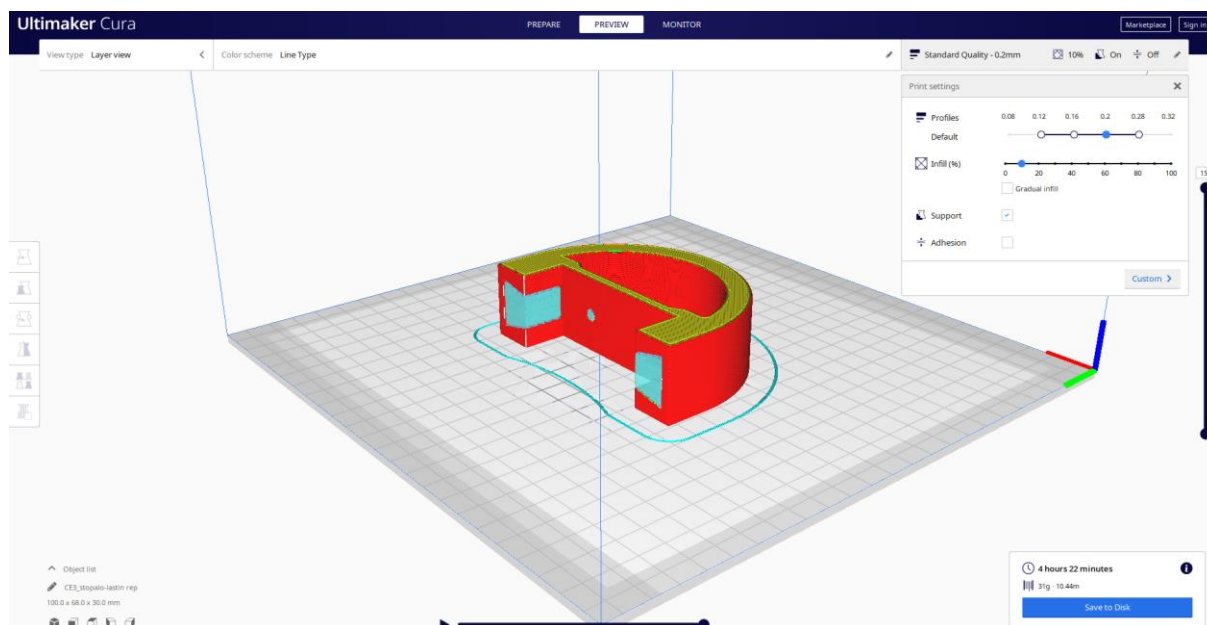 Ultimaker Cura
PREPARE PREVIEW MONITOR
Marketplace Sign in
View type Layer view
Color scheme Line Type
Standard Quality - 0.2mm 10% On Off
Print settings
Profiles 0.08 0.12 0.16 0.2 0.28 0.32
Default
Infill (%)
0 20 40 60 80 100
Gradual infill
Support
Adhesion
Custom
15
Object list
CE3_stopalo-lastin rep
100.0 x 68.0 x 30.0 mm
4 hours 22 minutes
31g · 10.44m
Save to Disk